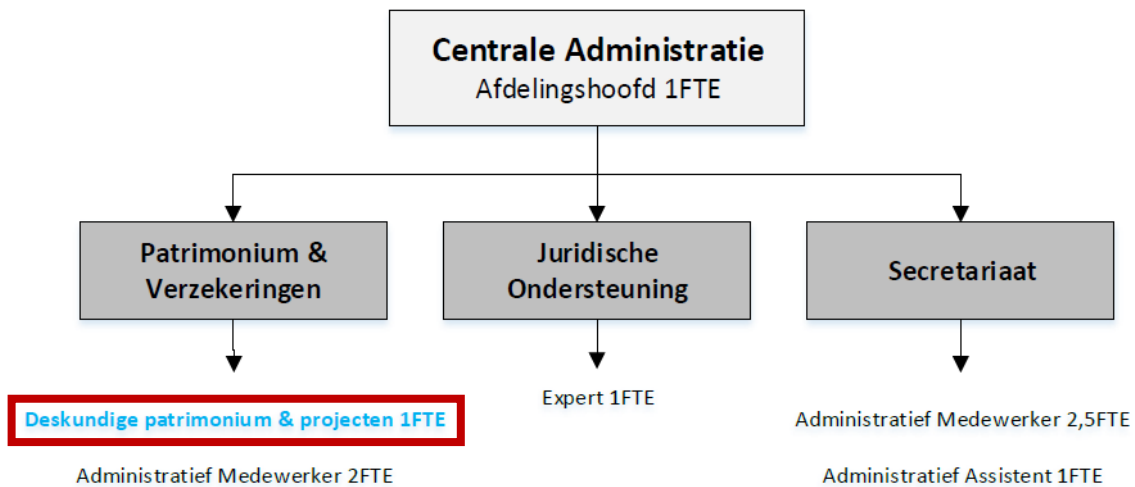 Centrale Administratie
Afdelingshoofd 1FTE
Patrimonium &
Verzekeringen
Juridische
Ondersteuning
Secretariaat
Deskundige patrimonium & projecten 1FTE
Administratief Medewerker 2FTE
Expert 1FTE
Administratief Medewerker 2,5FTE
Administratief Assistent 1FTE